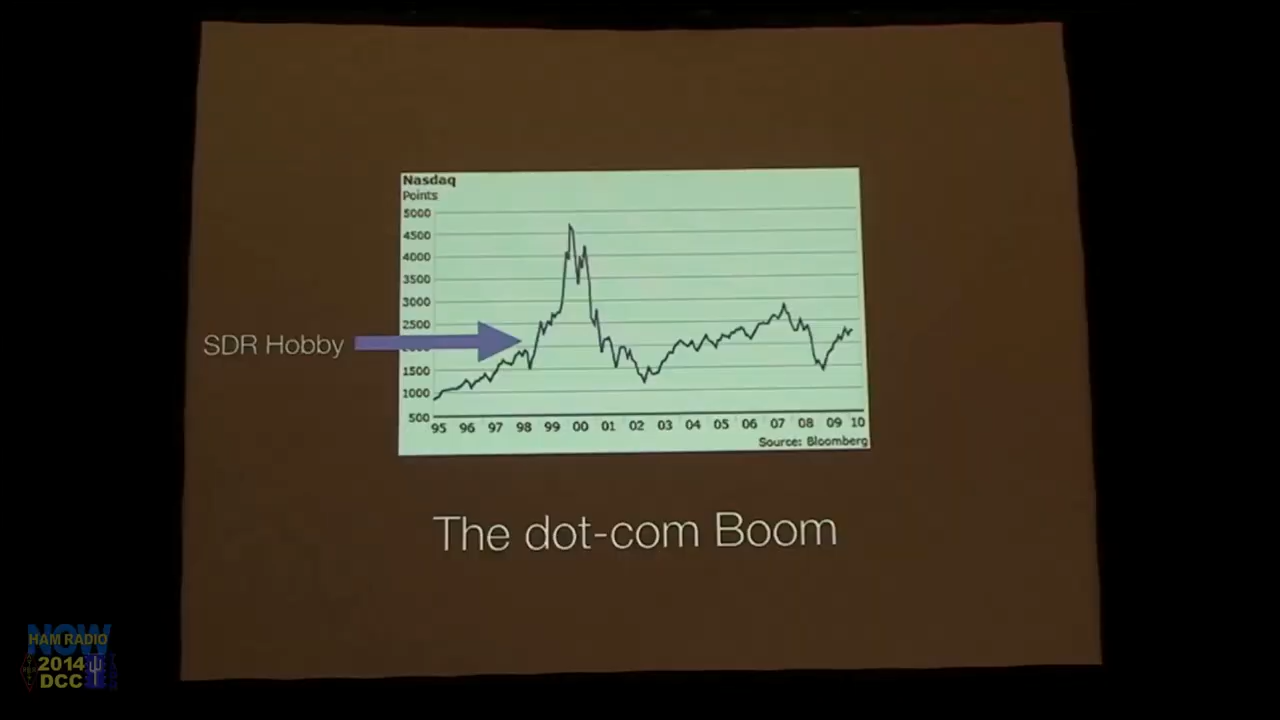 Nasdaq
Points
5000
4500
4000
3500
3000
2500
2000
1500
1000
500
95 96 97 98 99 00 01 02 03 04 05 06 07 08 09 10
Source: Bloomberg
SDR Hobby
The dot-com Boom
NOW
HAM RADIO
2014
DCC